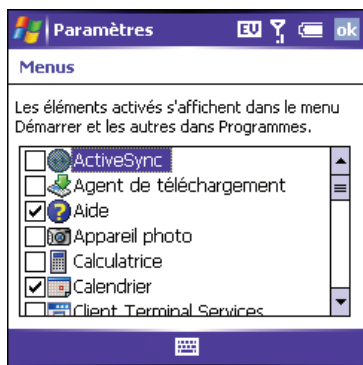 Paramètres EV ok
Menus
Les éléments activés s'affichent dans le menu
Démarrer et les autres dans Programmes.
ActiveSync
Agent de téléchargement
Aide
Appareil photo
Calculatrice
Calendrier
Client Terminal Services